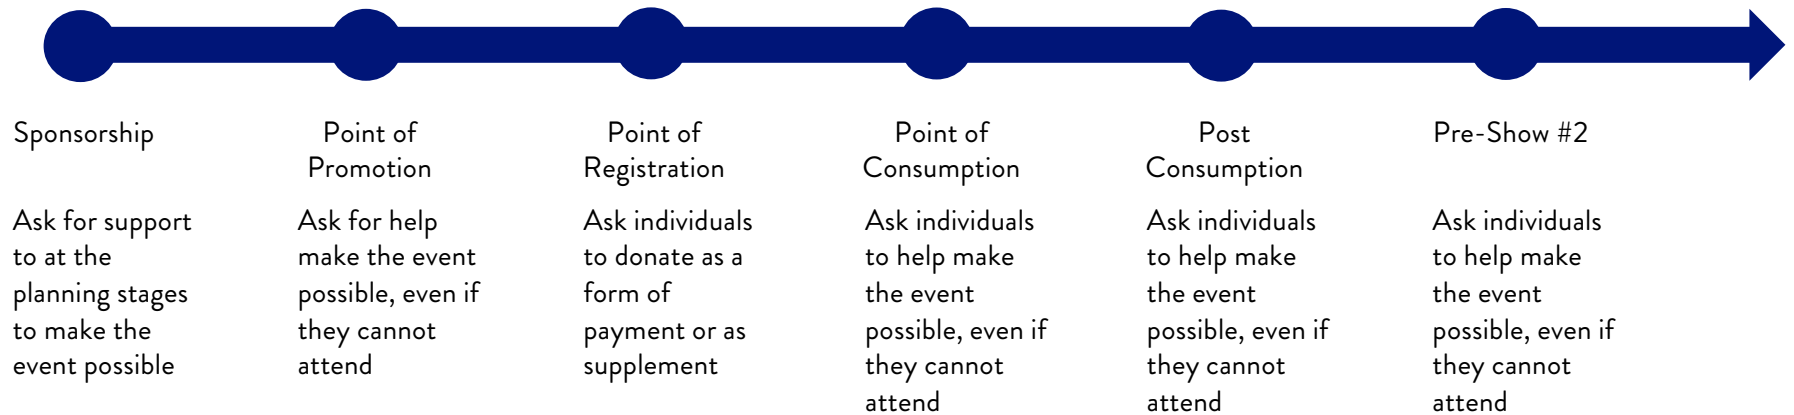 Sponsorship
Ask for support
to at the
planning stages
to make the
event possible
Point of
Promotion
Ask for help
make the event
possible, even if
they cannot
attend
Point of
Registration
Ask individuals
to donate as a
form of
payment or as
supplement
Point of
Consumption
Ask individuals
to help make
the event
possible, even if
they cannot
attend
Post
Consumption
Ask individuals
to help make
the event
possible, even if
they cannot
attend
Pre-Show #2
Ask individuals
to help make
the event
possible, even if
they cannot
attend